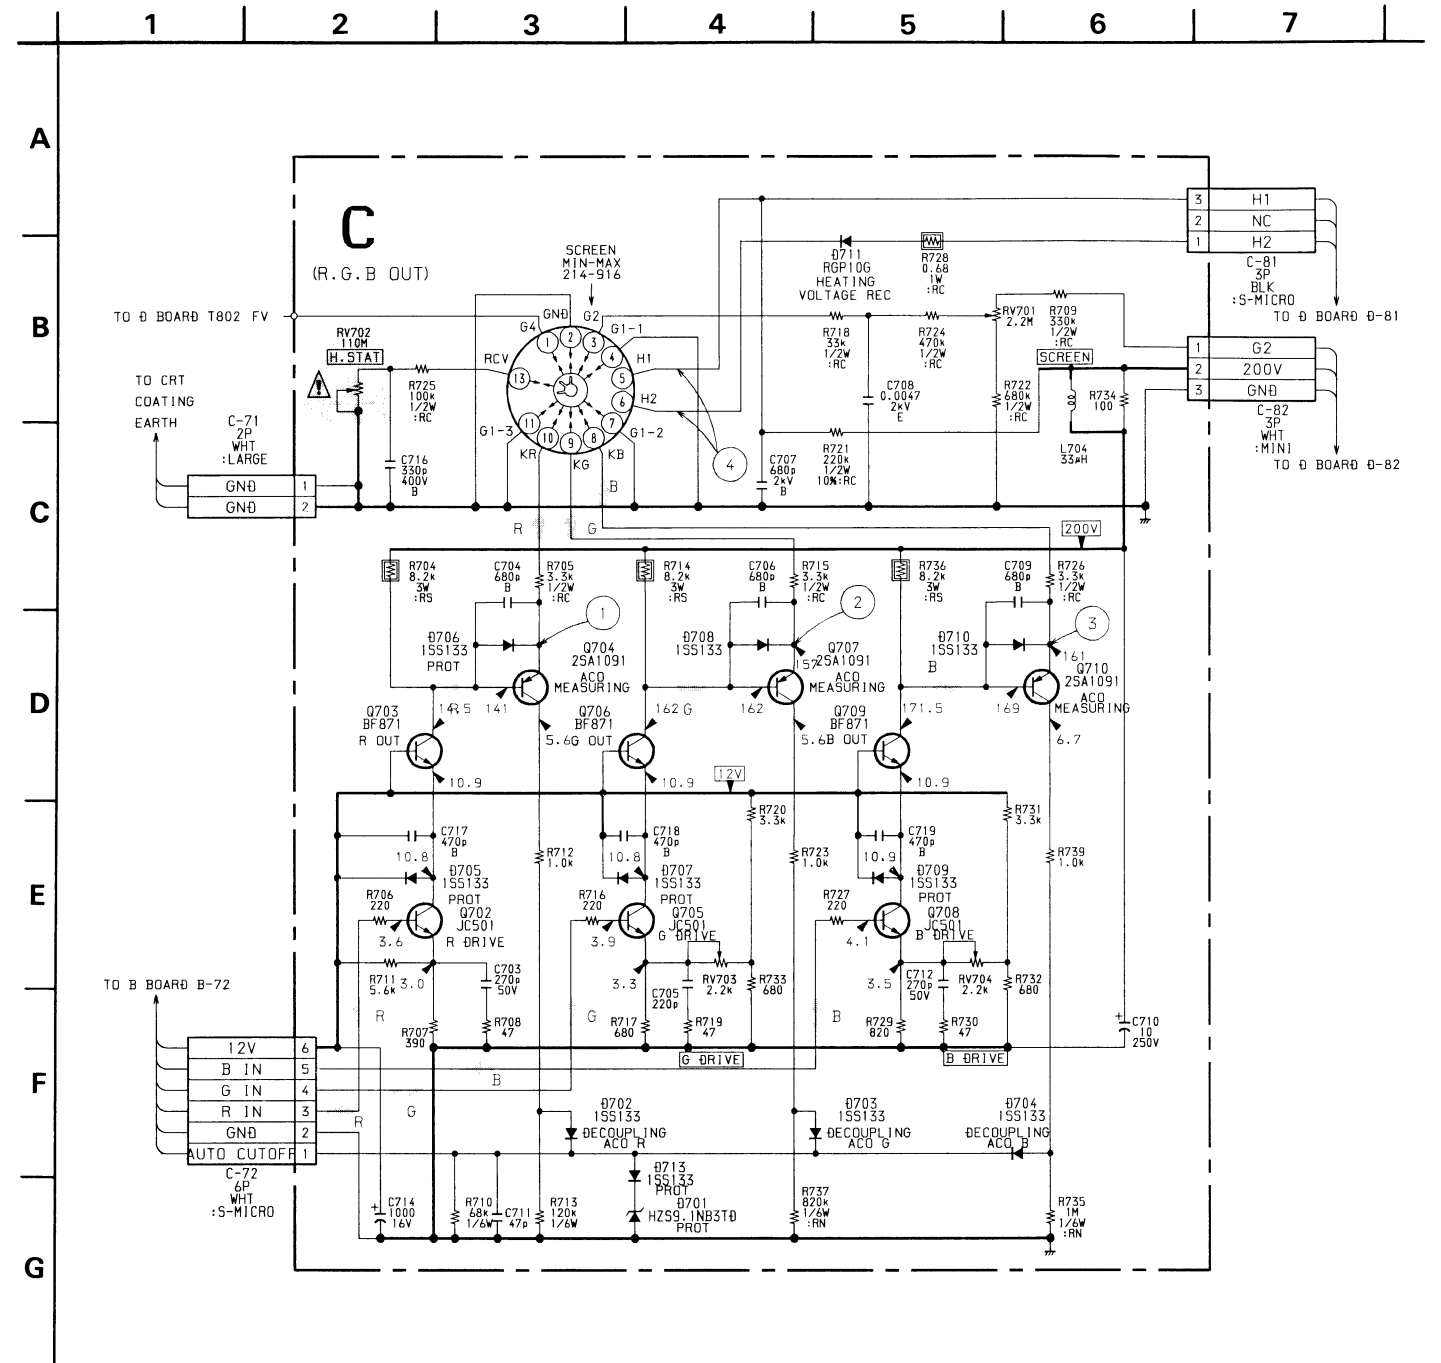 1 2 3 4 5 6 7
A
B
C
D
E
F
G
C
(R.G.B OUT)
SCREEN
MIN-MAX
214-916
3 H1
2 NC
1 H2
C-81
3P
BLK
:S-MICRO
TO D BOARD D-81
D711
RGP10G
HEATING
VOLTAGE REC
R728
0.68
1W
:RC
TO D BOARD T802 FV
RV702
110M
H.STAT
R725
100k
1/2W
:RC
RCV
G4
GND
G2
G1-1
H1
H2
G1-2
KB
KG
KR
G1-3
1
2
3
4
5
6
7
8
9
10
11
13
R718
33k
1/2W
:RC
R724
470k
1/2W
:RC
RV701
2.2M
R709
330k
1/2W
:RC
SCREEN
1 G2
2 200V
3 GND
C-82
3P
WHT
:MINI
TO D BOARD D-82
TO CRT
COATING
EARTH
C-71
2P
WHT
:LARGE
GND 1
GND 2
C716
330p
400V
B
C708
0.0047
2kV
E
R722
680k
1/2W
:RC
R734
100
L704
33µH
4
C707
680p
2kV
B
R721
220k
1/2W
10%:RC
R
G
B
200V
R704
8.2k
3W
:RS
C704
680p
B
R705
3.3k
1/2W
:RC
R714
8.2k
3W
:RS
C706
680p
B
R715
3.3k
1/2W
:RC
R736
8.2k
3W
:RS
C709
680p
B
R726
3.3k
1/2W
:RC
1
2
3
D706
1SS133
PROT
Q704
2SA1091
ACO
MEASURING
D708
1SS133
157
Q707
2SA1091
ACO
MEASURING
D710
1SS133
B
161
Q710
2SA1091
ACO
MEASURING
141
162
G
162
171.5
169
Q703
BF871
R OUT
5.6
Q706
BF871
G OUT
5.6
Q709
BF871
B OUT
6.7
10.9
10.9
10.9
12V
C717
470p
B
10.8
R712
1.0k
C718
470p
B
10.8
R720
3.3k
R723
1.0k
C719
470p
B
10.9
R731
3.3k
R739
1.0k
D705
1SS133
PROT
D707
1SS133
PROT
D709
1SS133
PROT
R706
220
Q702
JC501
R DRIVE
3.6
R716
220
Q705
JC501
G DRIVE
3.9
R727
220
Q708
JC501
B DRIVE
4.1
R711
5.6k
3.0
C703
270p
50V
3.3
C705
220p
RV703
2.2k
R733
680
3.5
C712
270p
50V
RV704
2.2k
R732
680
R
R707
390
R708
47
G
R717
680
R719
47
B
R729
820
R730
47
C710
10
250V
G DRIVE
B DRIVE
TO B BOARD B-72
12V 6
B IN 5
G IN 4
R IN 3
GND 2
AUTO CUTOFF 1
C-72
6P
WHT
:S-MICRO
B
G
R
D702
1SS133
DECOUPLING
ACO R
D703
1SS133
DECOUPLING
ACO G
D704
1SS133
DECOUPLING
ACO B
D713
1SS133
PROT
D701
HZS9.1NB3TD
PROT
C714
1000
16V
R710
68k
1/6W
C711
47p
R713
120k
1/6W
R737
820k
1/6W
:RN
R735
1M
1/6W
:RN